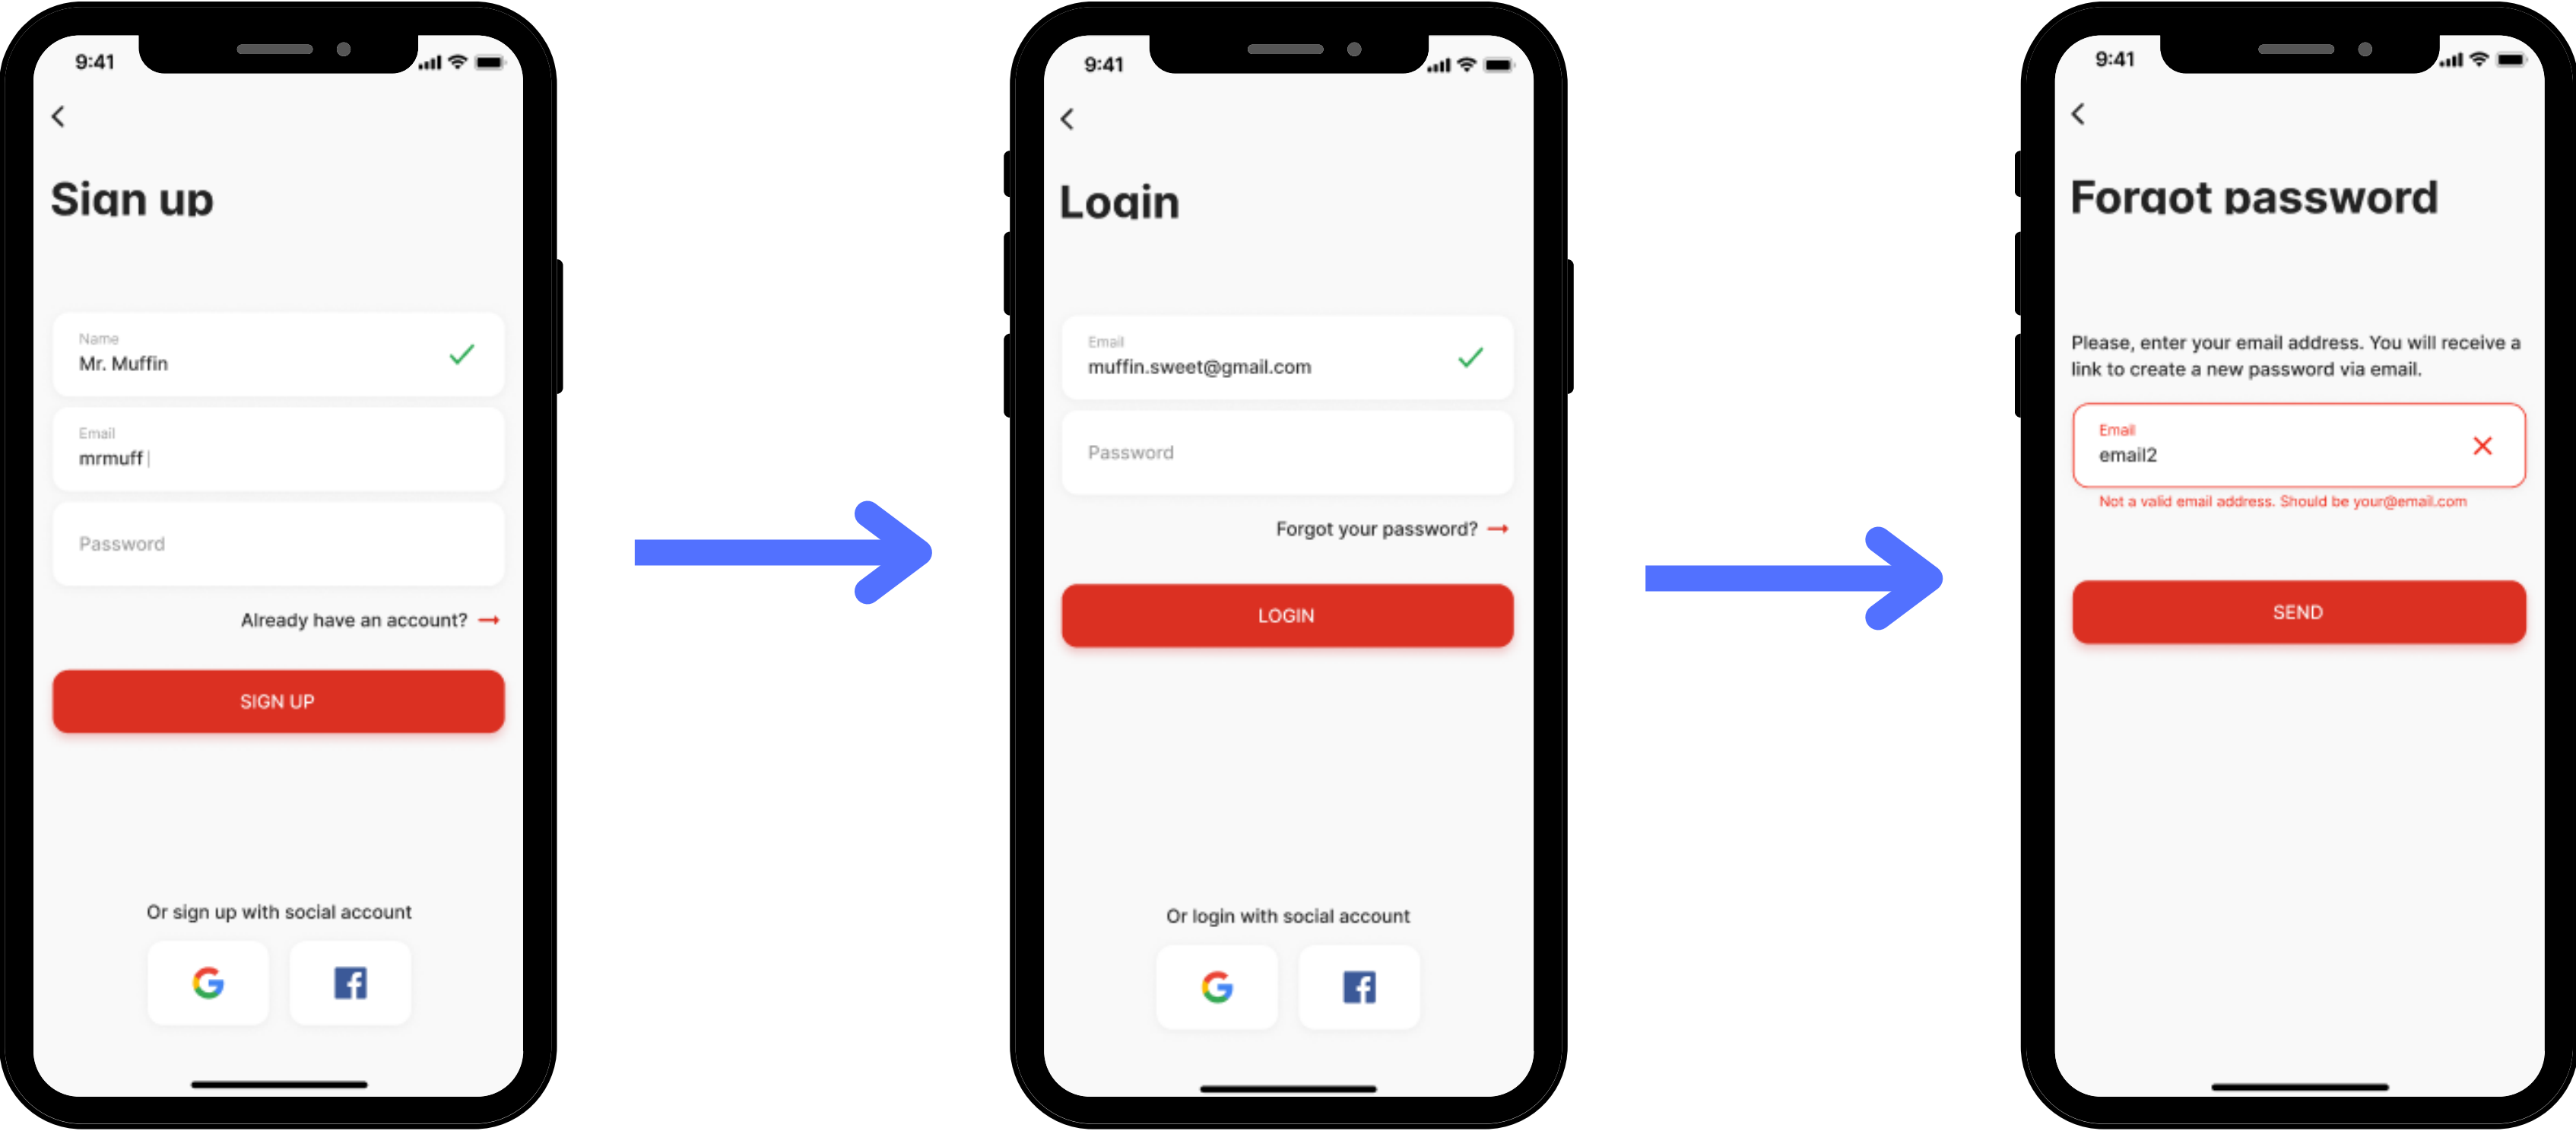 9:41
Sign up
Name
Mr. Muffin
Email
mrmuff
Password
Already have an account?
SIGN UP
Or sign up with social account
9:41
Login
Email
muffin.sweet@gmail.com
Password
Forgot your password?
LOGIN
Or login with social account
9:41
Forgot password
Please, enter your email address. You will receive a
link to create a new password via email.
Email
email2
Not a valid email address. Should be your@email.com
SEND